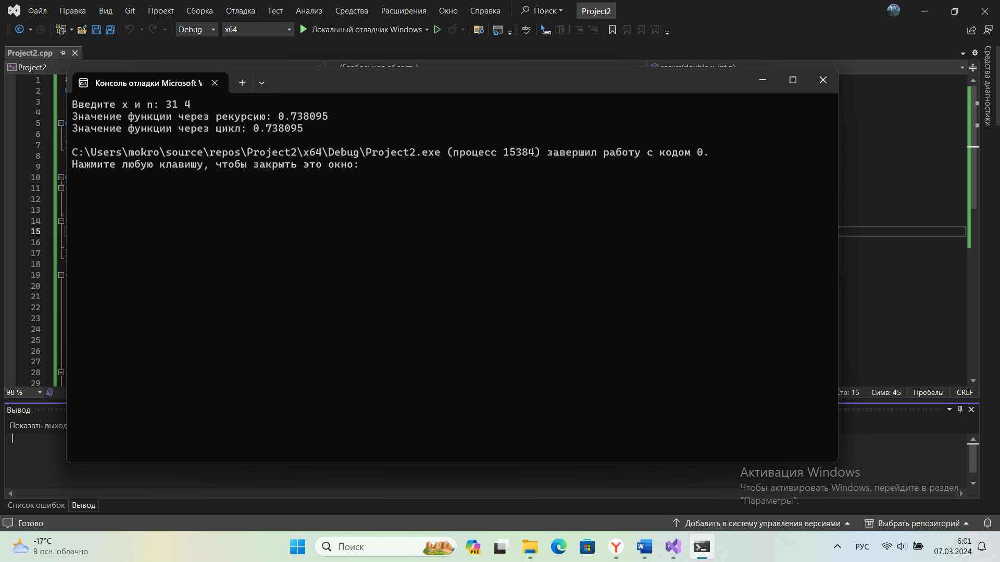 Файл Правка Вид Git Проект Сборка Отладка Тест Анализ Средства Расширения Окно Справка Поиск Project2
Debug x64 Локальный отладчик Windows
Project2.cpp
Project2
Консоль отладки Microsoft V
Введите x и n: 31 4
Значение функции через рекурсию: 0.738095
Значение функции через цикл: 0.738095
C:\Users\mokro\source\repos\Project2\x64\Debug\Project2.exe (процесс 15384) завершил работу с кодом 0.
Нажмите любую клавишу, чтобы закрыть это окно:
1
2
3
4
5
6
7
8
9
10
11
12
13
14
15
16
17
18
19
20
21
22
23
24
25
26
27
28
29
Средства диагностики
98 % Стр: 15 Симв: 45 Пробелы CRLF
Вывод
Показать выход
Активация Windows
Чтобы активировать Windows, перейдите в раздел
"Параметры".
Список ошибок Вывод
Готово Добавить в систему управления версиями Выбрать репозиторий
-17°C
В осн. облачно
Поиск
PRE
РУС
6:01
07.03.2024